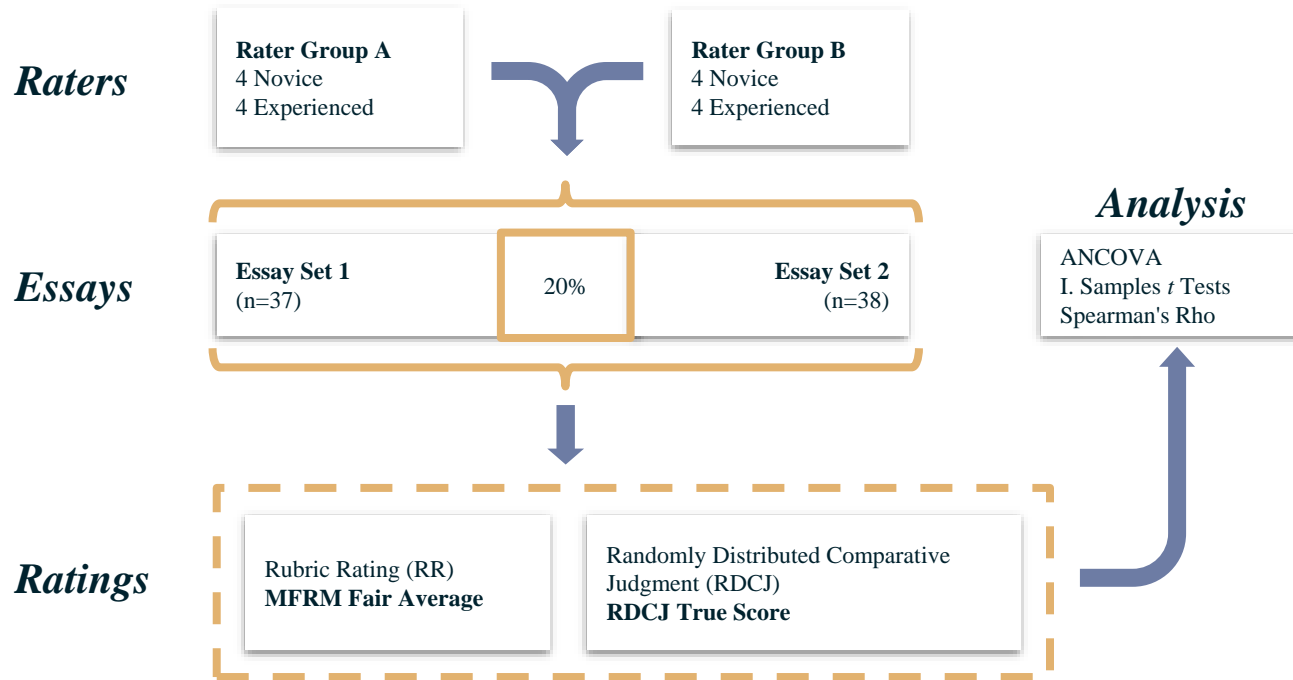 Raters
Rater Group A
4 Novice
4 Experienced
Rater Group B
4 Novice
4 Experienced
Essays
Essay Set 1
(n=37)
20%
Essay Set 2
(n=38)
Analysis
ANCOVA
I. Samples t Tests
Spearman's Rho
Ratings
Rubric Rating (RR)
MFRM Fair Average
Randomly Distributed Comparative
Judgment (RDCJ)
RDCJ True Score